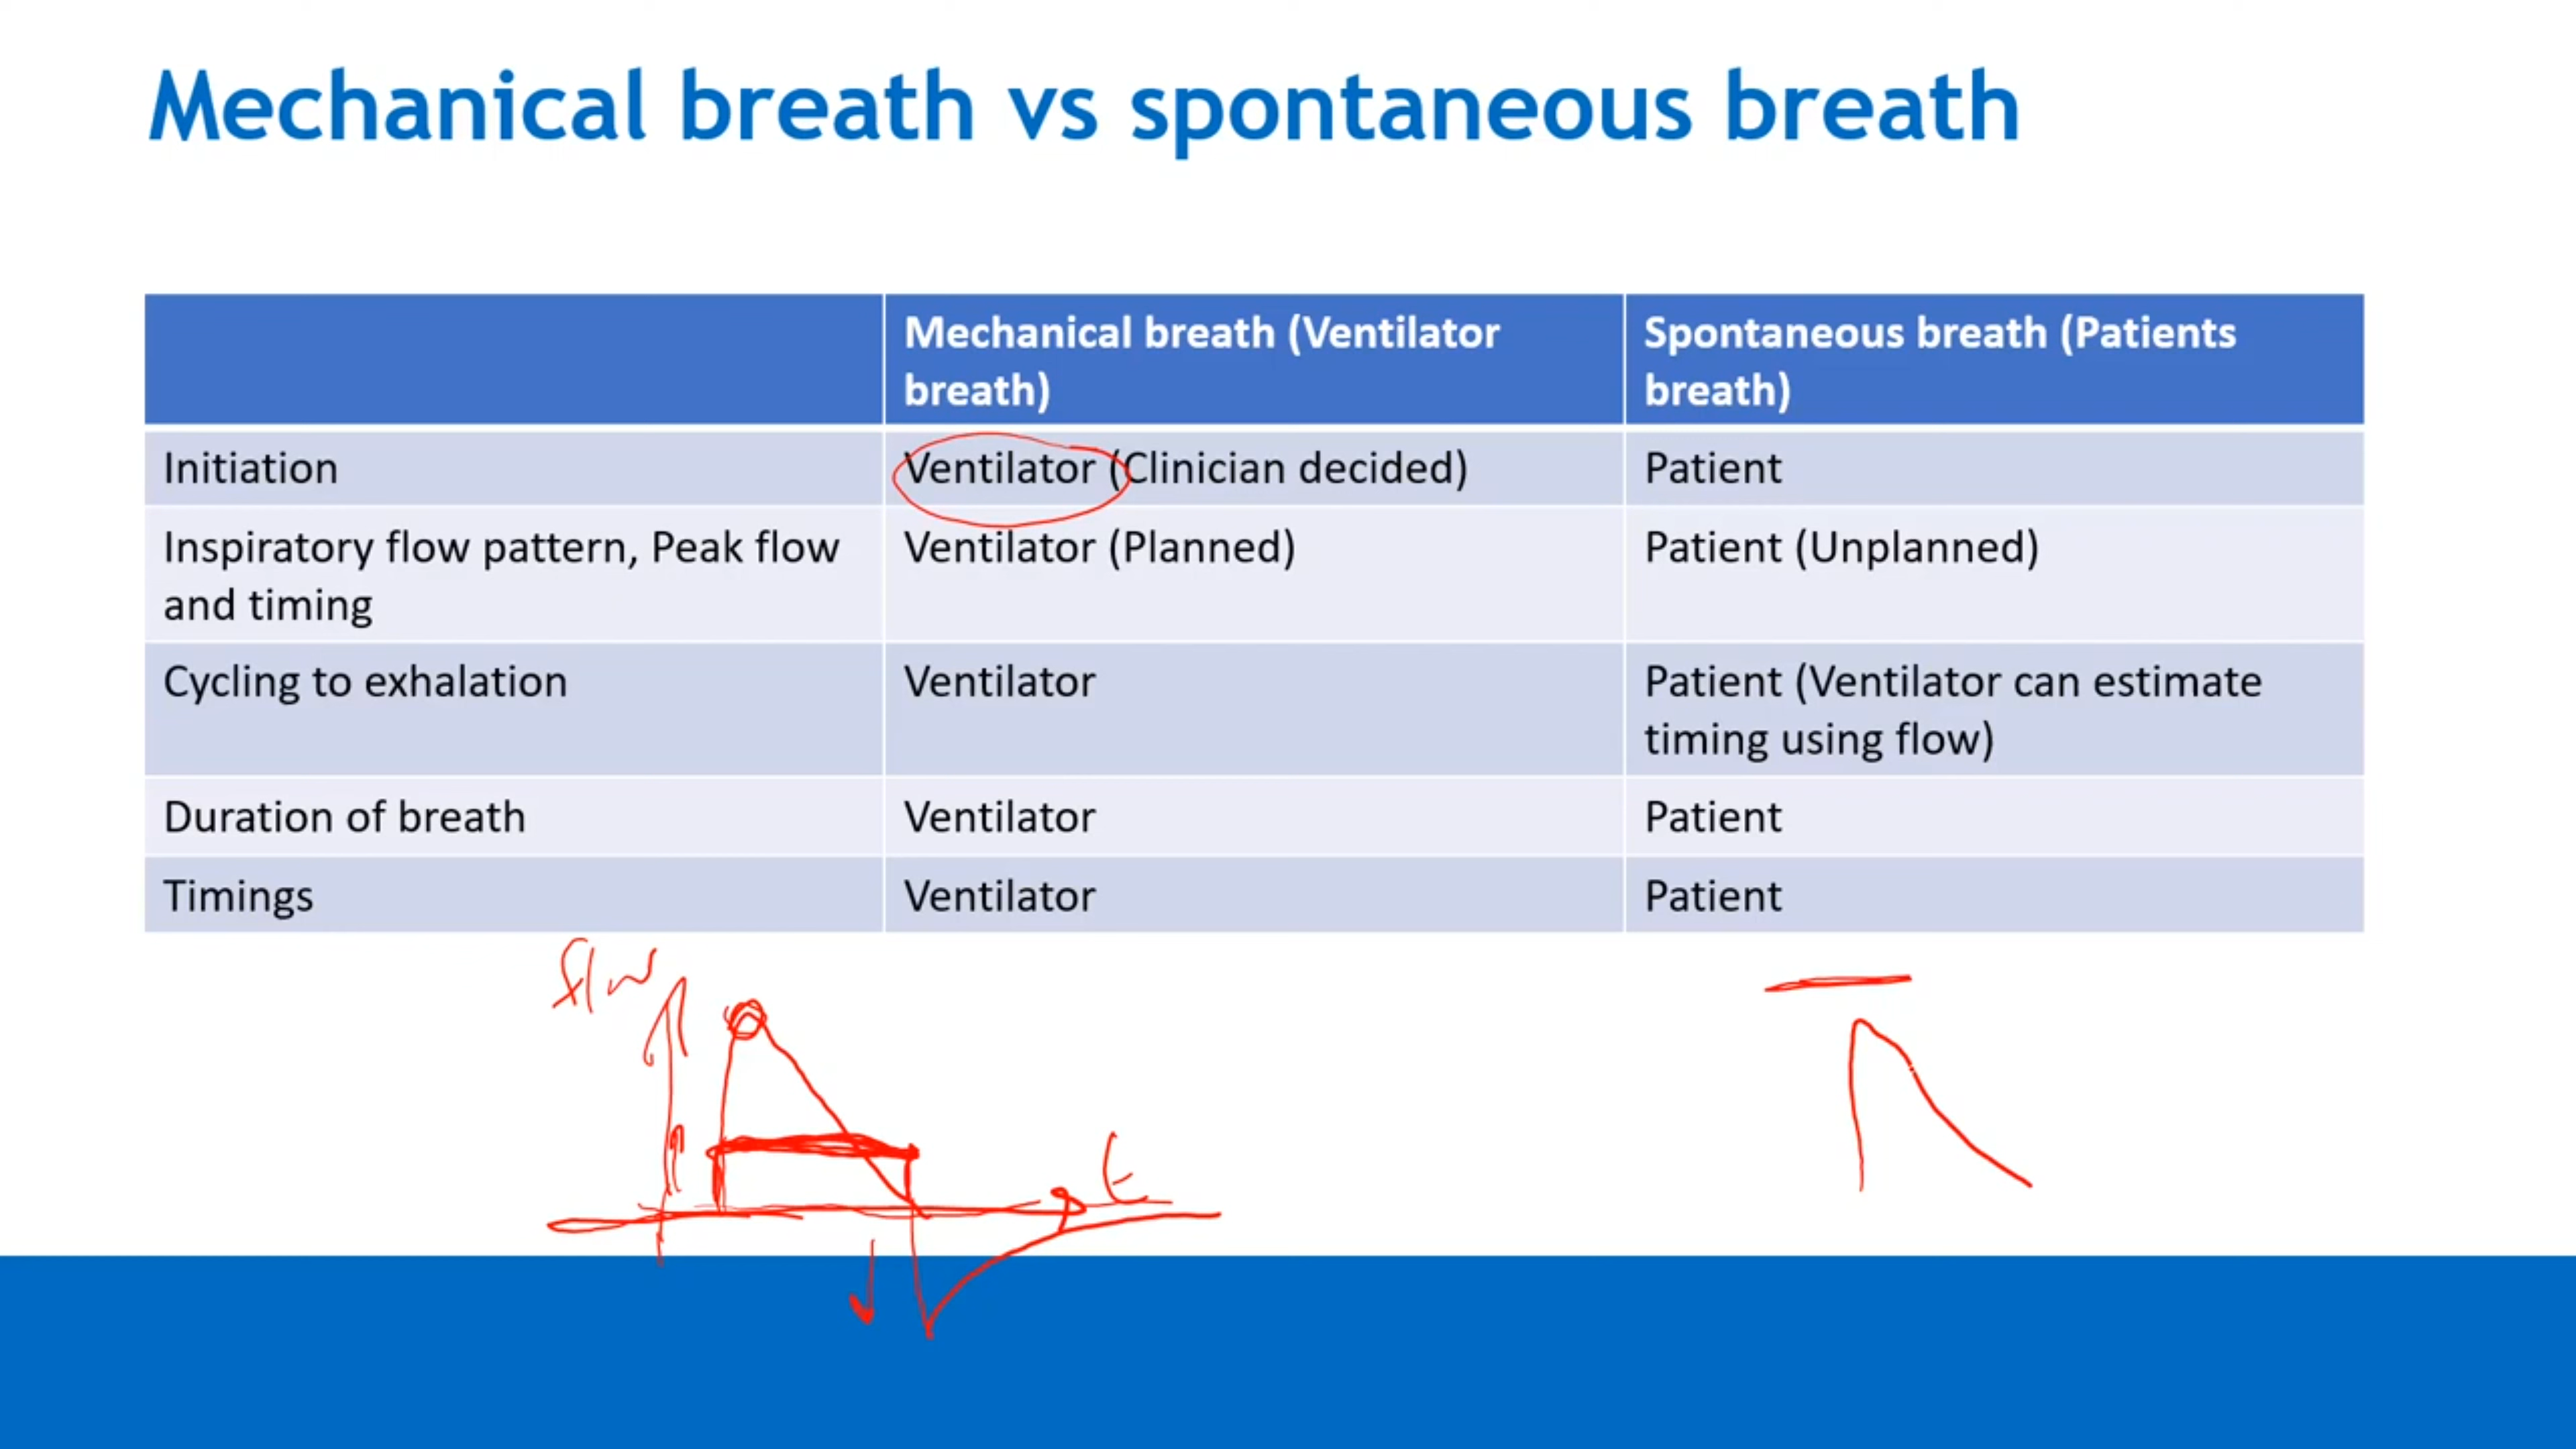 Mechanical breath vs spontaneous breath
Mechanical breath (Ventilator
breath)
Spontaneous breath (Patients
breath)
Initiation
Ventilator (Clinician decided)
Patient
Inspiratory flow pattern, Peak flow
and timing
Ventilator (Planned)
Patient (Unplanned)
Cycling to exhalation
Ventilator
Patient (Ventilator can estimate
timing using flow)
Duration of breath
Ventilator
Patient
Timings
Ventilator
Patient
flow
t